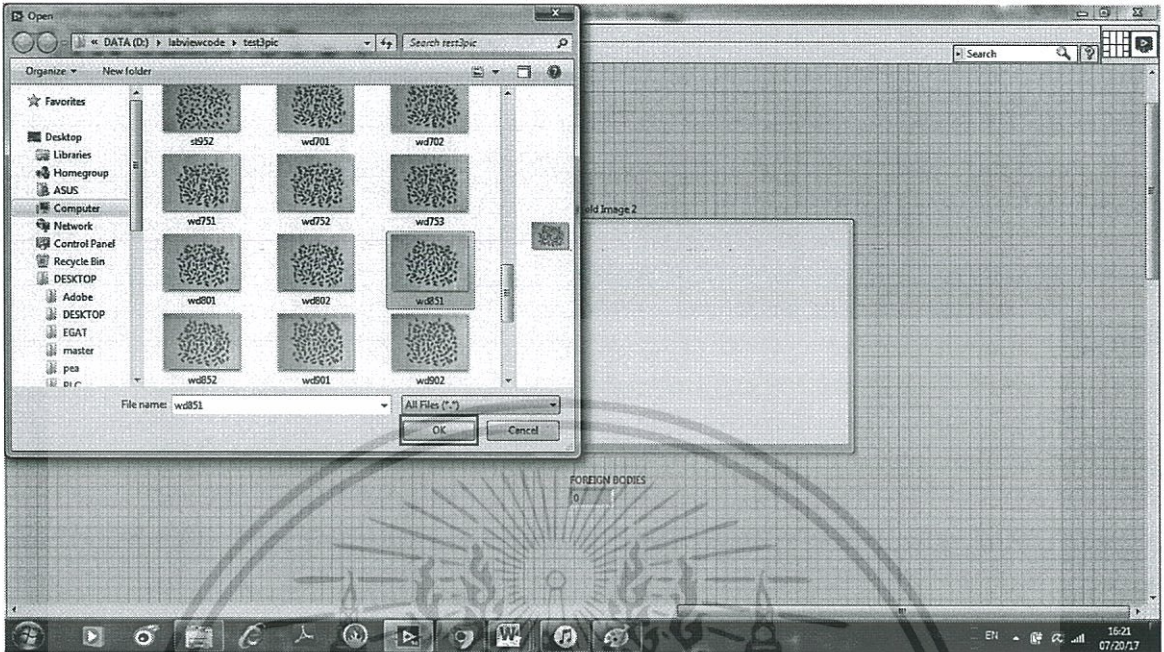 Open
« DATA (D:) ▸ labviewcode ▸ test3pic
Search test3pic
Search
Organize
New folder
Favorites
Desktop
Libraries
Homegroup
ASUS
Computer
Network
Control Panel
Recycle Bin
DESKTOP
Adobe
DESKTOP
EGAT
master
pea
PLC
st952 wd701 wd702
wd751 wd752 wd753
wd801 wd802 wd851
wd852 wd901 wd902
Image 2
File name: wd851
All Files (*.*)
OK Cancel
FOREIGN BODIES
0
EN
16:21
07/20/17